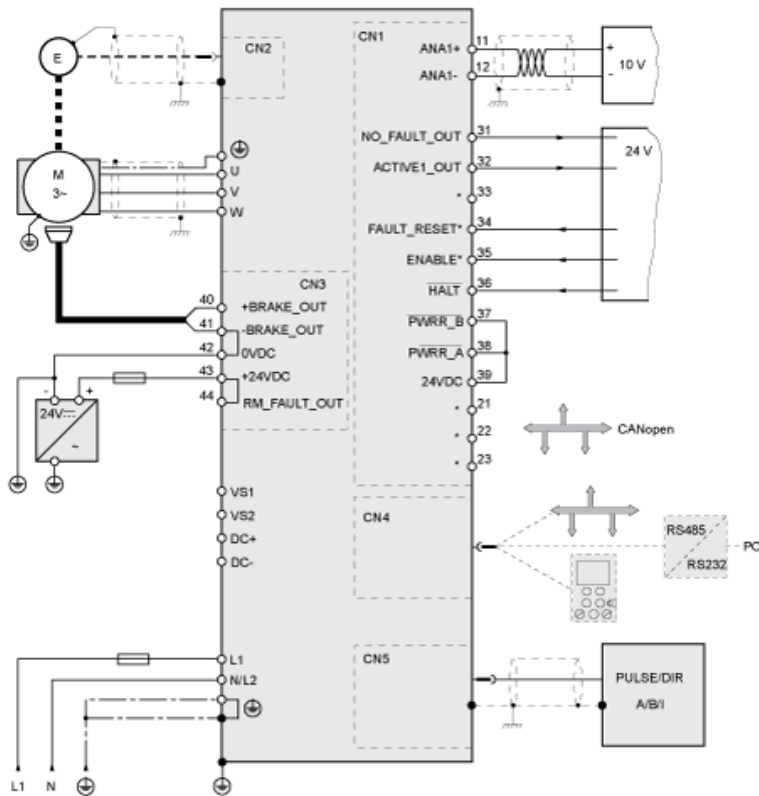 E
CN2
M
3~
U
V
W
CN3
40 +BRAKE_OUT
41 -BRAKE_OUT
42 0VDC
43 +24VDC
44 RM_FAULT_OUT
- +
24V
~
VS1
VS2
DC+
DC-
L1
N/L2
L1 N
CN1
ANA1+ 11
ANA1- 12
+
10 V
-
NO_FAULT_OUT 31
ACTIVE1_OUT 32
* 33
FAULT_RESET* 34
ENABLE* 35
HALT 36
24 V
PWRR_B 37
PWRR_A 38
24VDC 39
* 21
* 22
* 23
CANopen
CN4
RS485
RS232
PC
CN5
PULSE/DIR
A/B/I